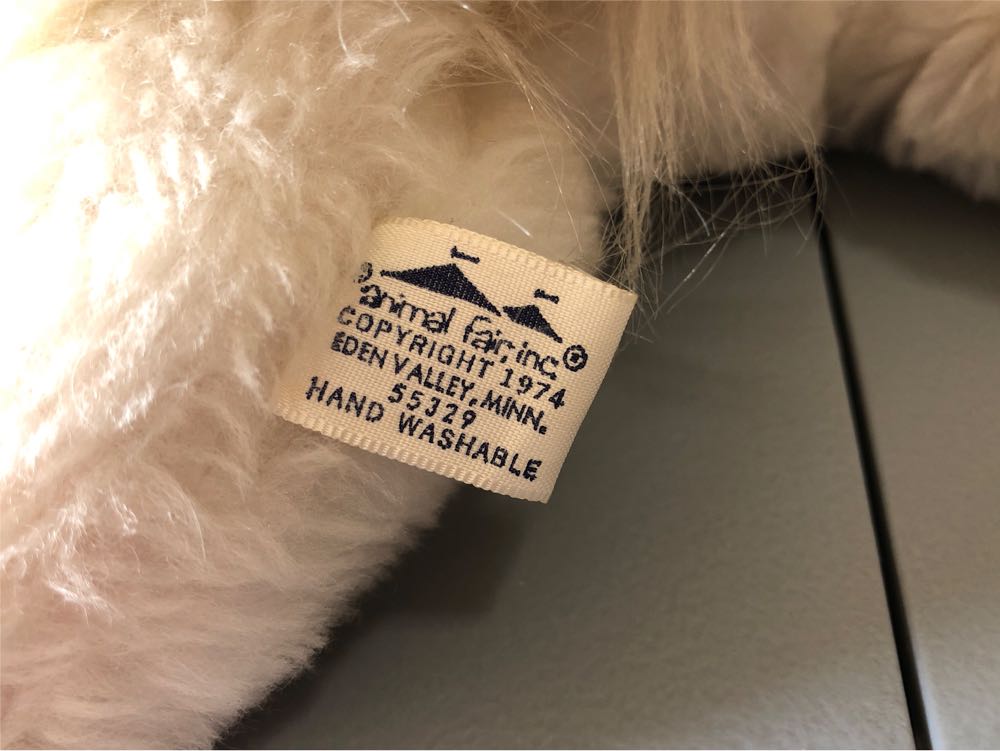 animal fair, inc ©
COPYRIGHT 1974
EDEN VALLEY, MINN.
55329
HAND WASHABLE